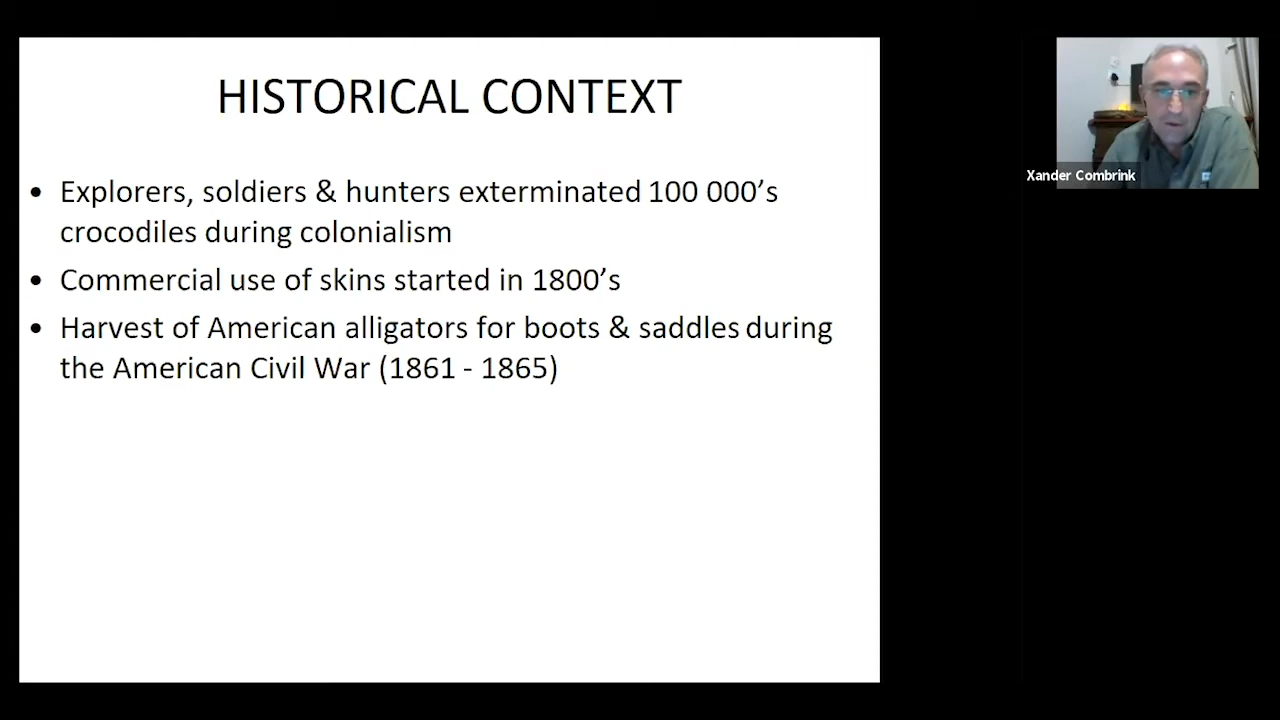 HISTORICAL CONTEXT
• Explorers, soldiers & hunters exterminated 100 000’s
crocodiles during colonialism
• Commercial use of skins started in 1800’s
• Harvest of American alligators for boots & saddles during
the American Civil War (1861 - 1865)
Xander Combrink